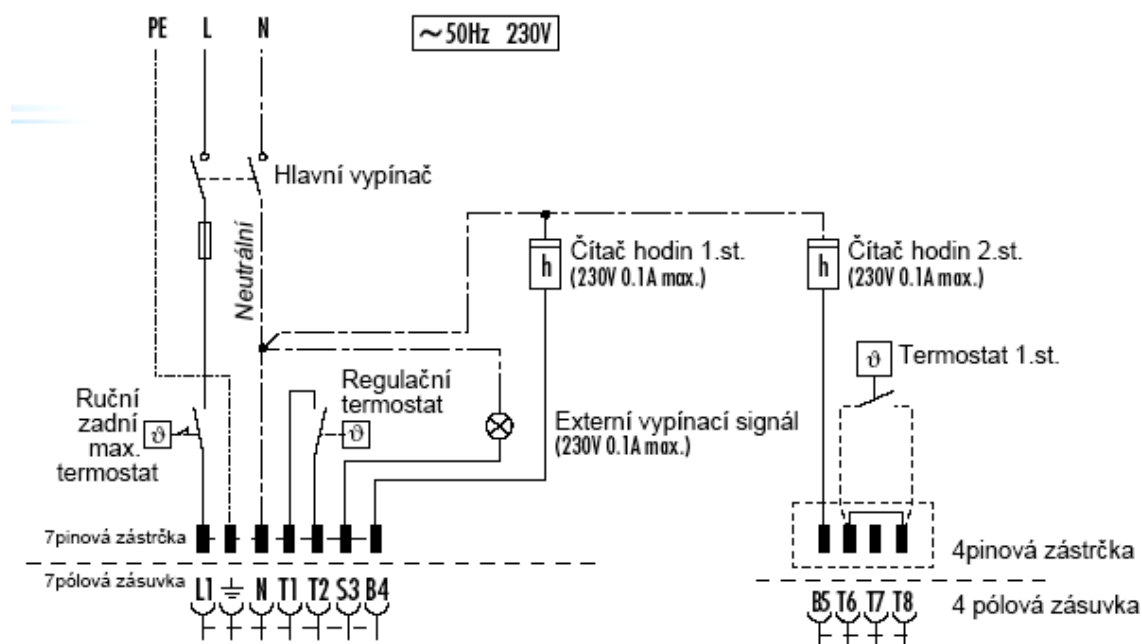 PE L N
~50Hz 230V
Hlavní vypínač
Neutrální
Čítač hodin 1.st.
(230V 0.1A max.)
h
Čítač hodin 2.st.
(230V 0.1A max.)
h
Termostat 1.st.
ϑ
Regulační
termostat
ϑ
Ruční
zadní
max.
termostat
ϑ
Externí vypínací signál
(230V 0.1A max.)
7pinová zástrčka
4pinová zástrčka
7pólová zásuvka
L1 N T1 T2 S3 B4
B5 T6 T7 T8
4 pólová zásuvka